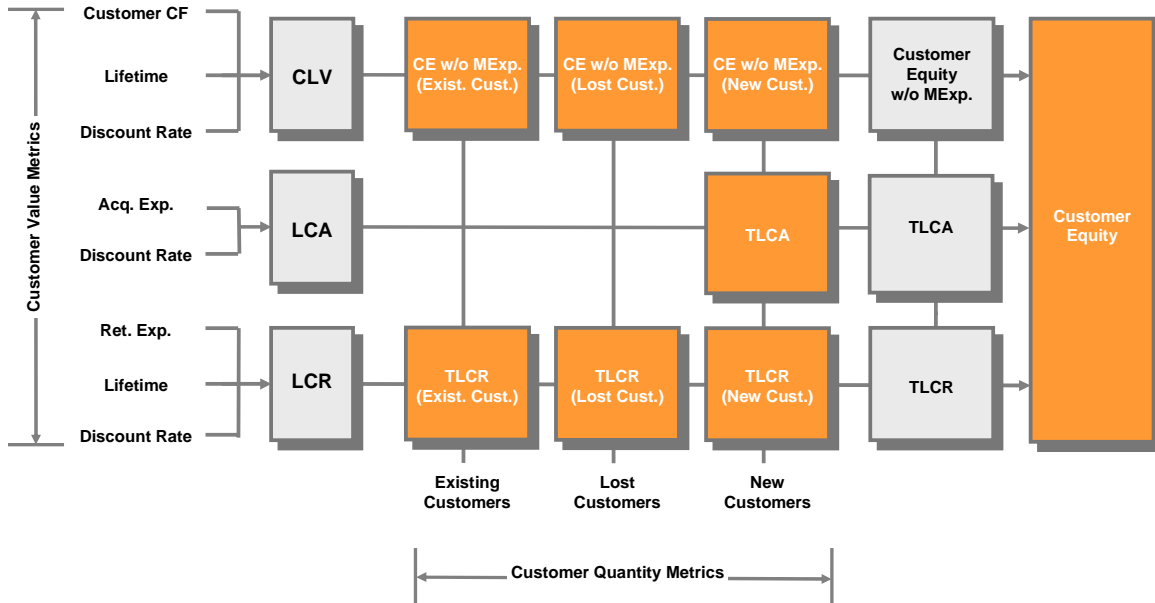 Customer CF
Lifetime
Discount Rate
CLV
CE w/o MExp.
(Exist. Cust.)
CE w/o MExp.
(Lost Cust.)
CE w/o MExp.
(New Cust.)
Customer
Equity
w/o MExp.
Customer Value Metrics
Acq. Exp.
Discount Rate
LCA
TLCA
TLCA
Customer
Equity
Ret. Exp.
Lifetime
Discount Rate
LCR
TLCR
(Exist. Cust.)
TLCR
(Lost Cust.)
TLCR
(New Cust.)
TLCR
Existing
Customers
Lost
Customers
New
Customers
Customer Quantity Metrics